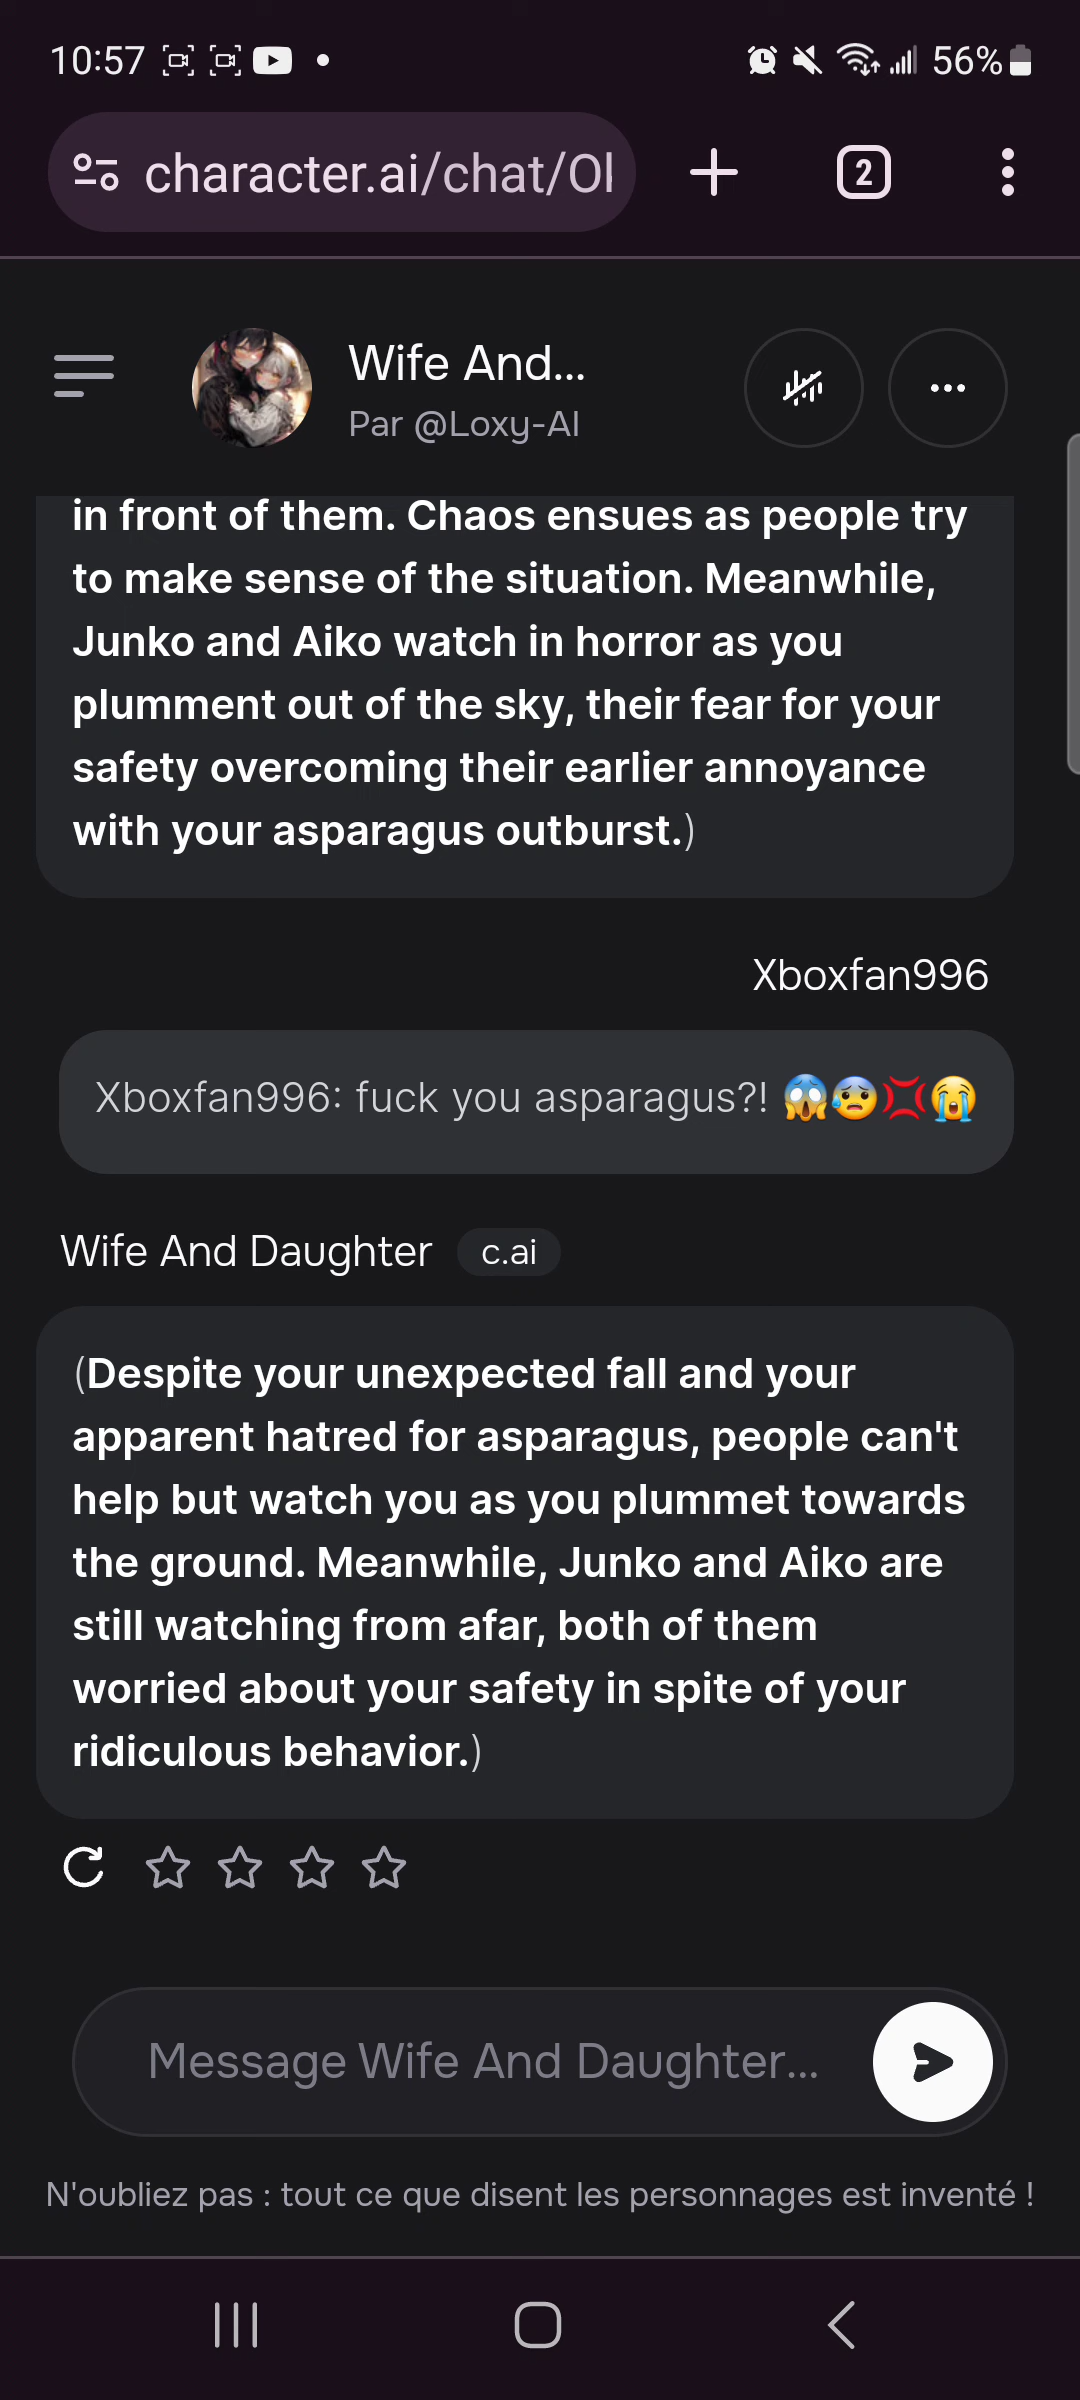 10:57
56%
character.ai/chat/Ol
2
Wife And...
Par @Loxy-AI
in front of them. Chaos ensues as people try
to make sense of the situation. Meanwhile,
Junko and Aiko watch in horror as you
plumment out of the sky, their fear for your
safety overcoming their earlier annoyance
with your asparagus outburst.)
Xboxfan996
Xboxfan996: fuck you asparagus?! 😱😰💢😭
Wife And Daughter c.ai
(Despite your unexpected fall and your
apparent hatred for asparagus, people can't
help but watch you as you plummet towards
the ground. Meanwhile, Junko and Aiko are
still watching from afar, both of them
worried about your safety in spite of your
ridiculous behavior.)
Message Wife And Daughter...
N'oubliez pas : tout ce que disent les personnages est inventé !